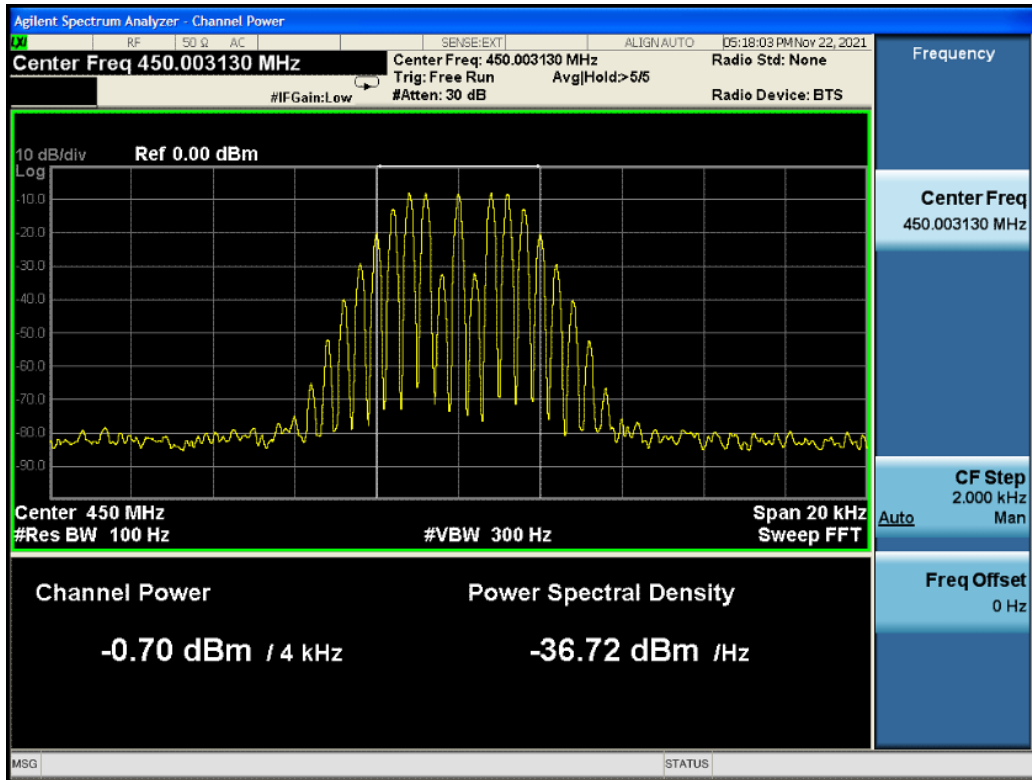 Agilent Spectrum Analyzer - Channel Power
LXI RF 50 Ω AC SENSE:EXT ALIGN AUTO 05:18:03 PM Nov 22, 2021
Center Freq 450.003130 MHz
Center Freq: 450.003130 MHz
Radio Std: None
Trig: Free Run Avg|Hold:>5/5
#IFGain:Low
#Atten: 30 dB
Radio Device: BTS
10 dB/div Ref 0.00 dBm
Log
-10.0
-20.0
-30.0
-40.0
-50.0
-60.0
-70.0
-80.0
-90.0
Center 450 MHz Span 20 kHz
#Res BW 100 Hz #VBW 300 Hz Sweep FFT
Channel Power Power Spectral Density
-0.70 dBm / 4 kHz -36.72 dBm /Hz
Frequency
Center Freq
450.003130 MHz
CF Step
2.000 kHz
Auto Man
Freq Offset
0 Hz
MSG STATUS